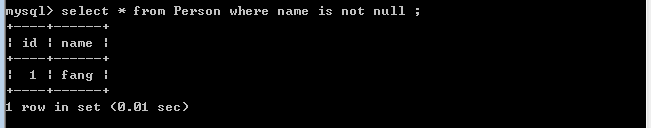 mysql> select * from Person where name is not null ;
+----+------+
| id | name |
+----+------+
|  1 | fang |
+----+------+
1 row in set (0.01 sec)